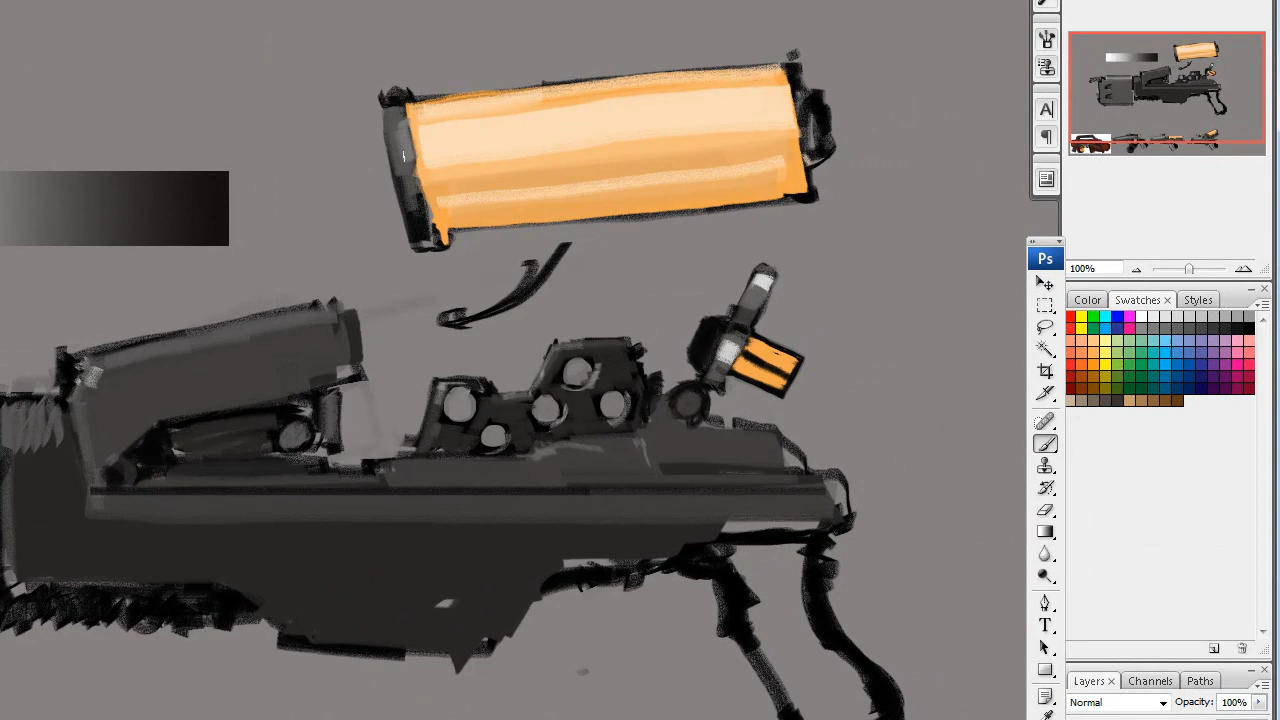 A
¶
100%
Ps
Color
Swatches ×
Styles
T
Layers ×
Channels
Paths
Normal
Opacity: 100%